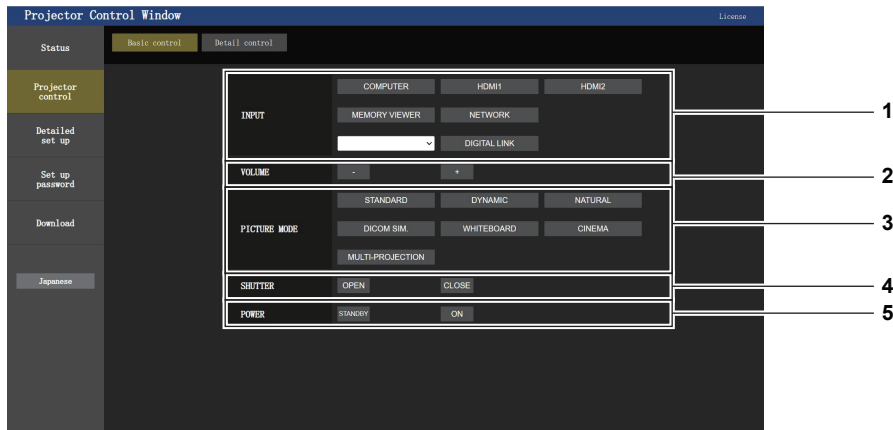 Projector Control Window
License
Status
Basic control
Detail control
Projector
control
Detailed
set up
Set up
password
Download
Japanese
INPUT
COMPUTER
HDMI1
HDMI2
MEMORY VIEWER
NETWORK
DIGITAL LINK
1
VOLUME
-
+
2
PICTURE MODE
STANDARD
DYNAMIC
NATURAL
DICOM SIM.
WHITEBOARD
CINEMA
MULTI-PROJECTION
3
SHUTTER
OPEN
CLOSE
4
POWER
STANDBY
ON
5